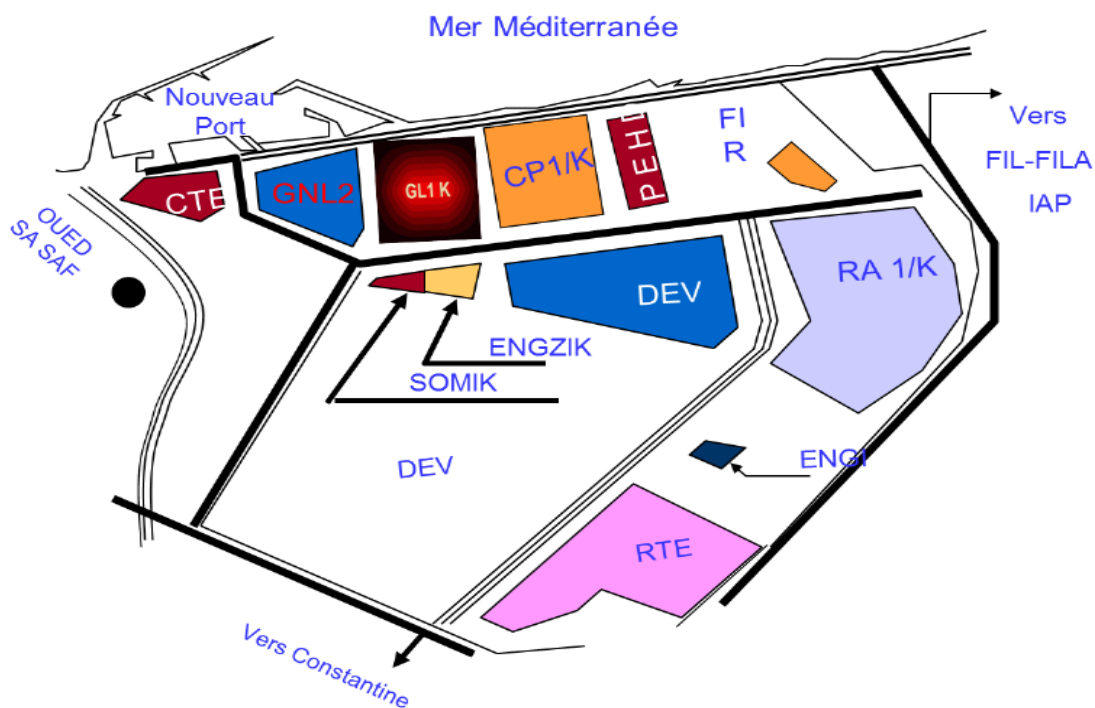 Mer Méditerranée
Nouveau
Port
FI
R
Vers
FIL-FILA
IAP
PEHD
CP1/K
GL1 K
GNL2
CTE
OUED
SA SAF
RA 1/K
DEV
ENGZIK
SOMIK
DEV
ENGI
RTE
Vers Constantine